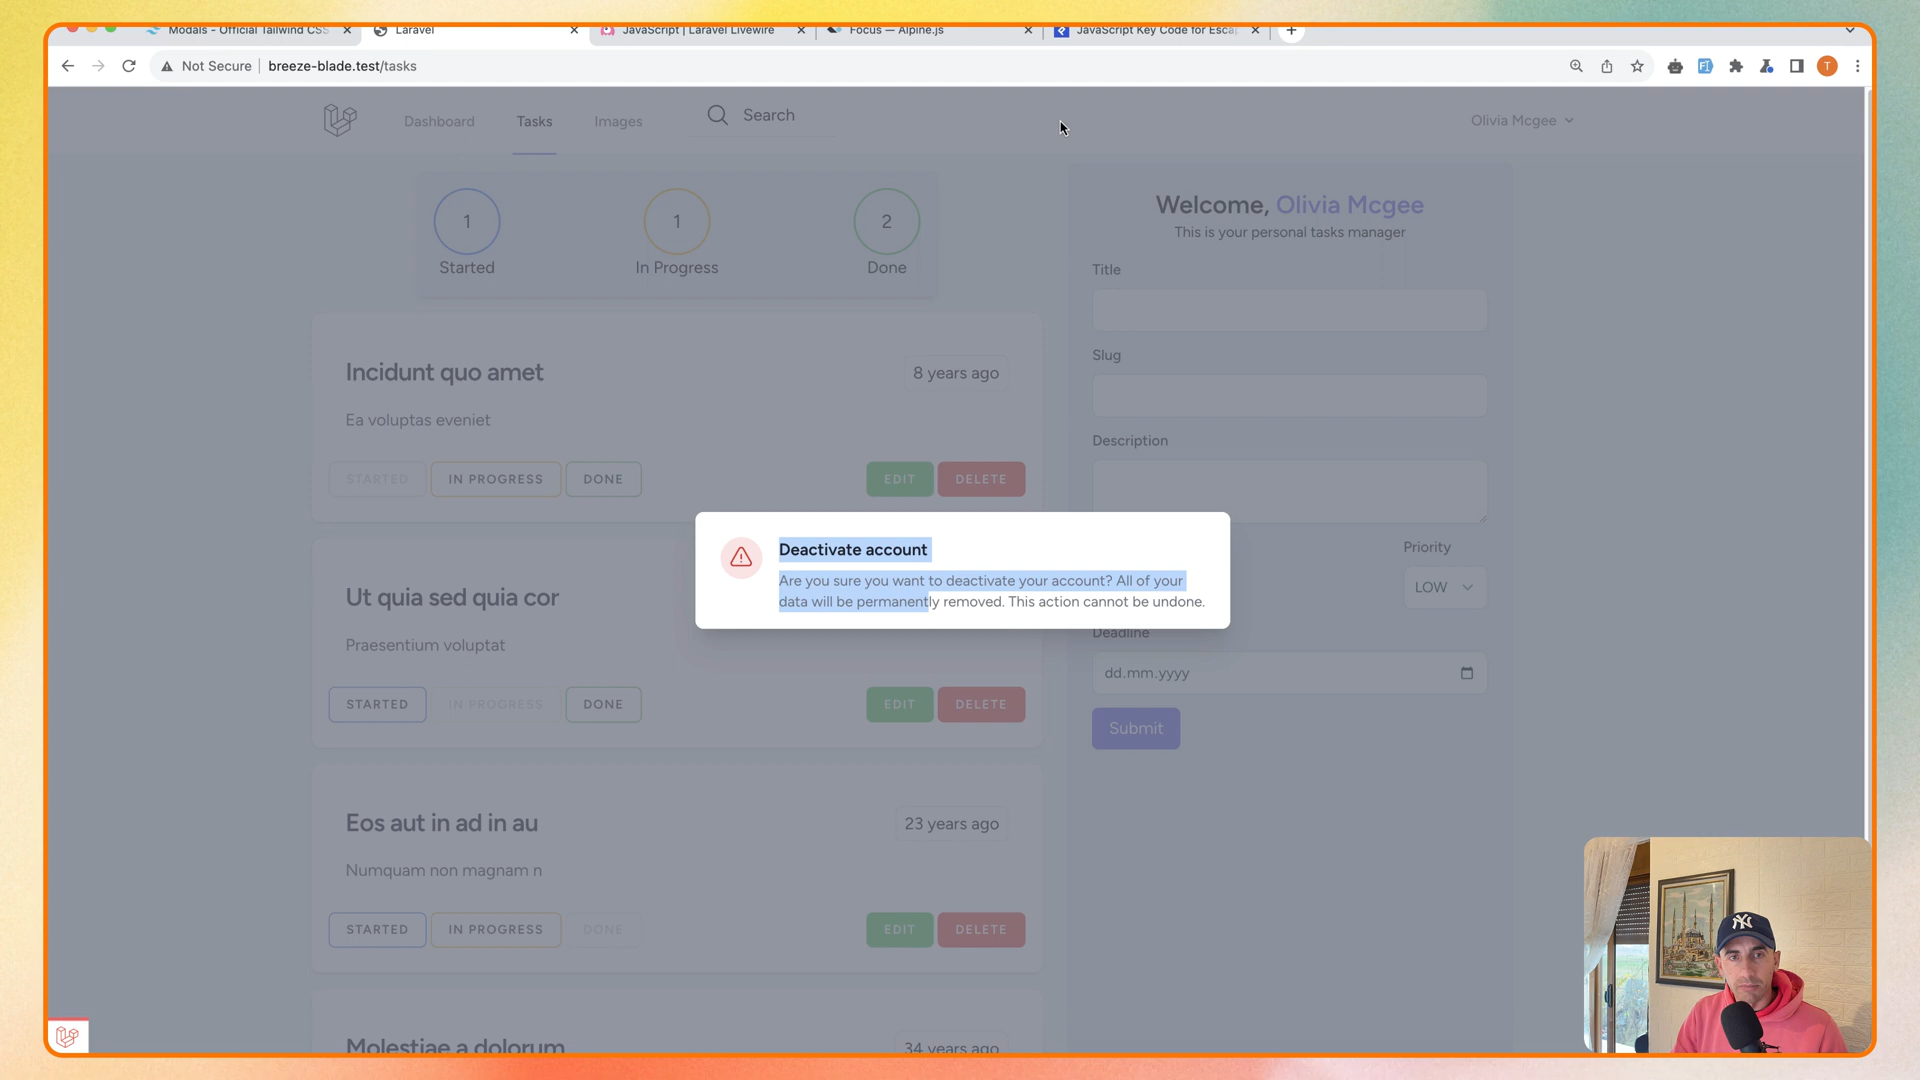 Modals - Official Tailwind CSS
Laravel
JavaScript | Laravel Livewire
Focus — Alpine.js
JavaScript Key Code for Escap
Not Secure
breeze-blade.test/tasks
T
Dashboard
Tasks
Images
Search
Olivia Mcgee
1
1
2
Started
In Progress
Done
Welcome, Olivia Mcgee
This is your personal tasks manager
Title
Slug
Description
Priority
LOW
Deadline
dd.mm.yyyy
Submit
Incidunt quo amet
8 years ago
Ea voluptas eveniet
STARTED
IN PROGRESS
DONE
EDIT
DELETE
Deactivate account
Are you sure you want to deactivate your account? All of your
data will be permanently removed. This action cannot be undone.
Ut quia sed quia cor
Praesentium voluptat
STARTED
IN PROGRESS
DONE
EDIT
DELETE
Eos aut in ad in au
23 years ago
Numquam non magnam n
STARTED
IN PROGRESS
DONE
EDIT
DELETE
Molestiae a dolorum
34 years ago